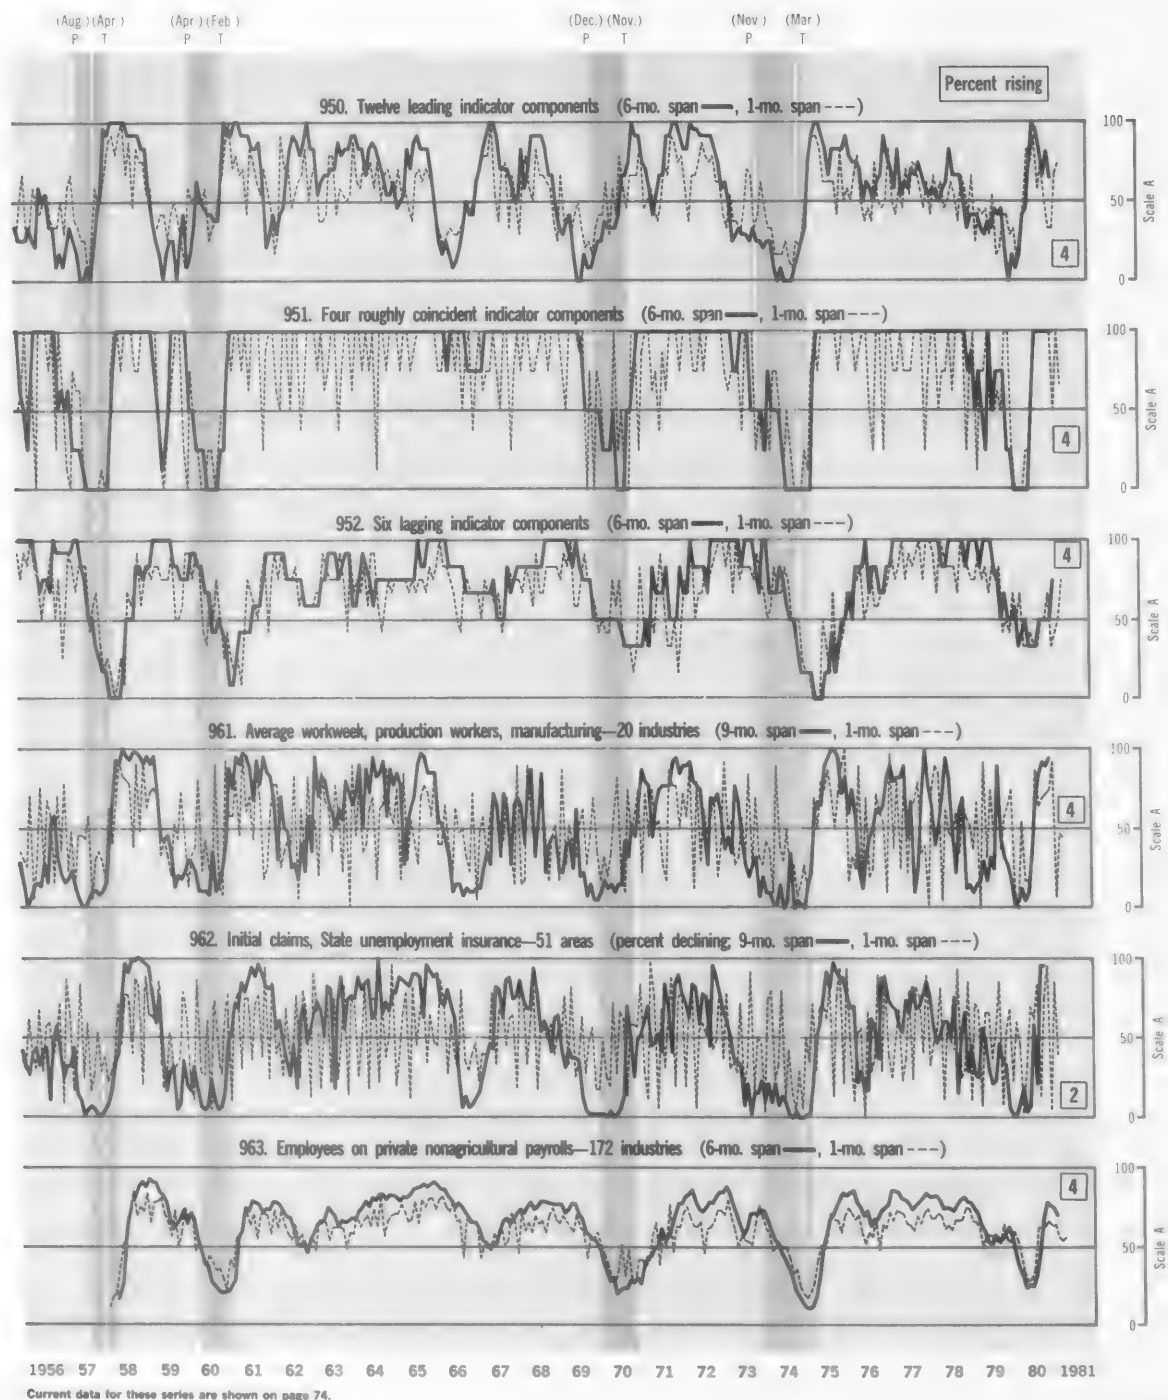 (Aug.) (Apr.) (Apr.) (Feb.) (Dec.) (Nov.) (Nov.) (Mar.)
P T P T P T P T
Percent rising
950. Twelve leading indicator components (6-mo. span ——, 1-mo. span ----)
100
50
0
Scale A
4
951. Four roughly coincident indicator components (6-mo. span ——, 1-mo. span ----)
100
50
0
Scale A
4
952. Six lagging indicator components (6-mo. span ——, 1-mo. span ----)
4
100
50
0
Scale A
961. Average workweek, production workers, manufacturing—20 industries (9-mo. span ——, 1-mo. span ----)
100
4
50
0
Scale A
962. Initial claims, State unemployment insurance—51 areas (percent declining; 9-mo. span ——, 1-mo. span ----)
100
50
0
Scale A
2
963. Employees on private nonagricultural payrolls—172 industries (6-mo. span ——, 1-mo. span ----)
100
4
50
0
Scale A
1956 57 58 59 60 61 62 63 64 65 66 67 68 69 70 71 72 73 74 75 76 77 78 79 80 1981
Current data for these series are shown on page 74.